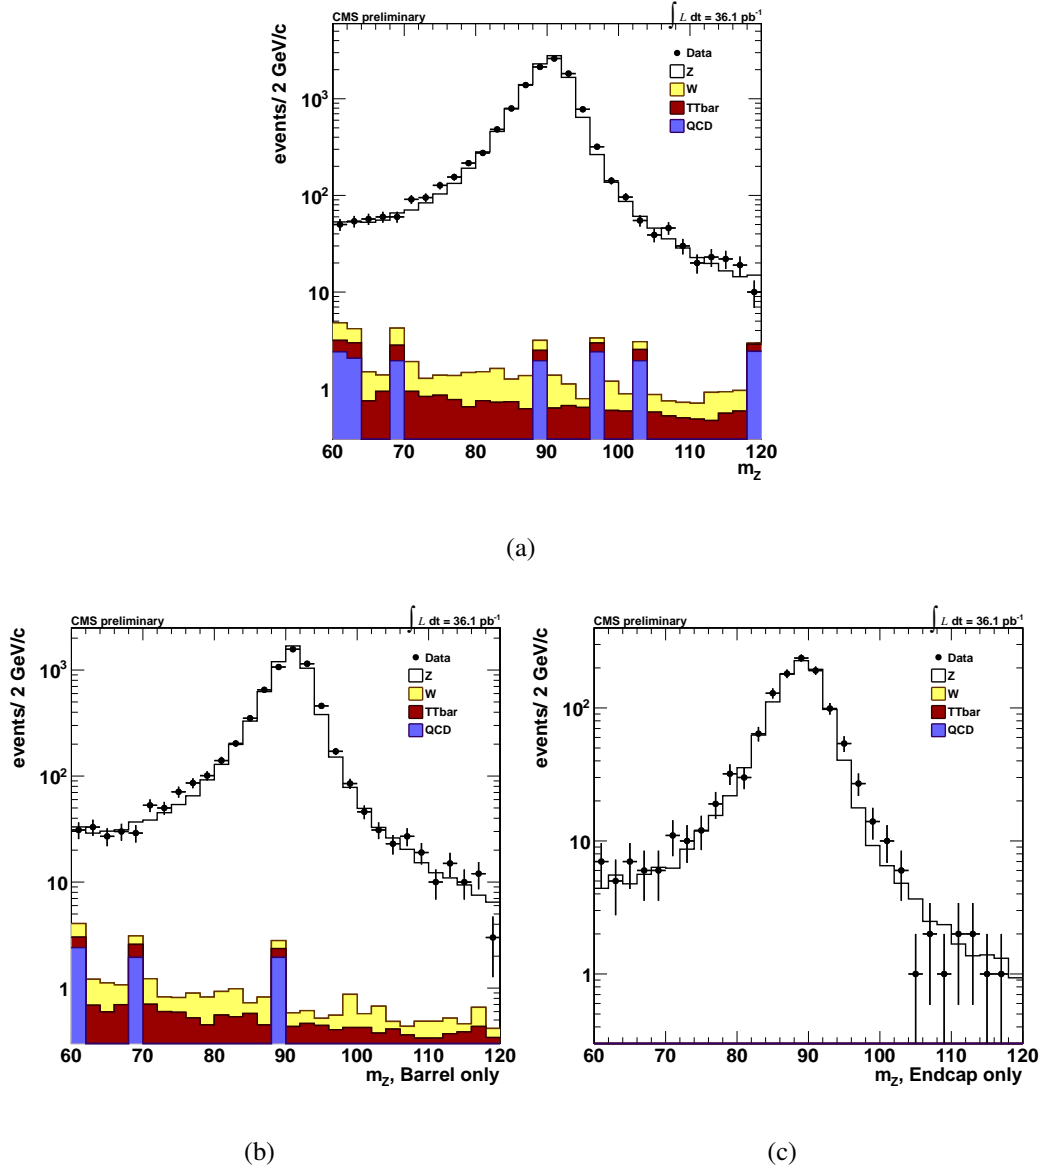 CMS preliminary
∫ L dt = 36.1 pb⁻¹
events/ 2 GeV/c
Data
Z
W
TTbar
QCD
10³
10²
10
1
60 70 80 90 100 110 120
m_Z
(a)
CMS preliminary
∫ L dt = 36.1 pb⁻¹
events/ 2 GeV/c
Data
Z
W
TTbar
QCD
10³
10²
10
1
60 70 80 90 100 110 120
m_Z, Barrel only
(b)
CMS preliminary
∫ L dt = 36.1 pb⁻¹
events/ 2 GeV/c
Data
Z
W
TTbar
QCD
10²
10
1
60 70 80 90 100 110 120
m_Z, Endcap only
(c)